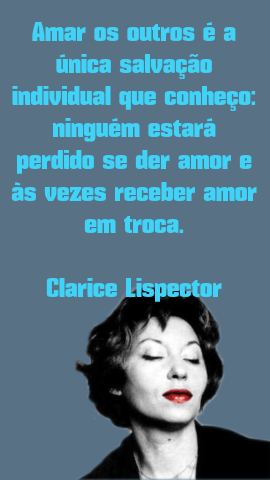 Amar os outros é a
única salvação
individual que conheço:
ninguém estará
perdido se der amor e
às vezes receber amor
em troca.
Clarice Lispector